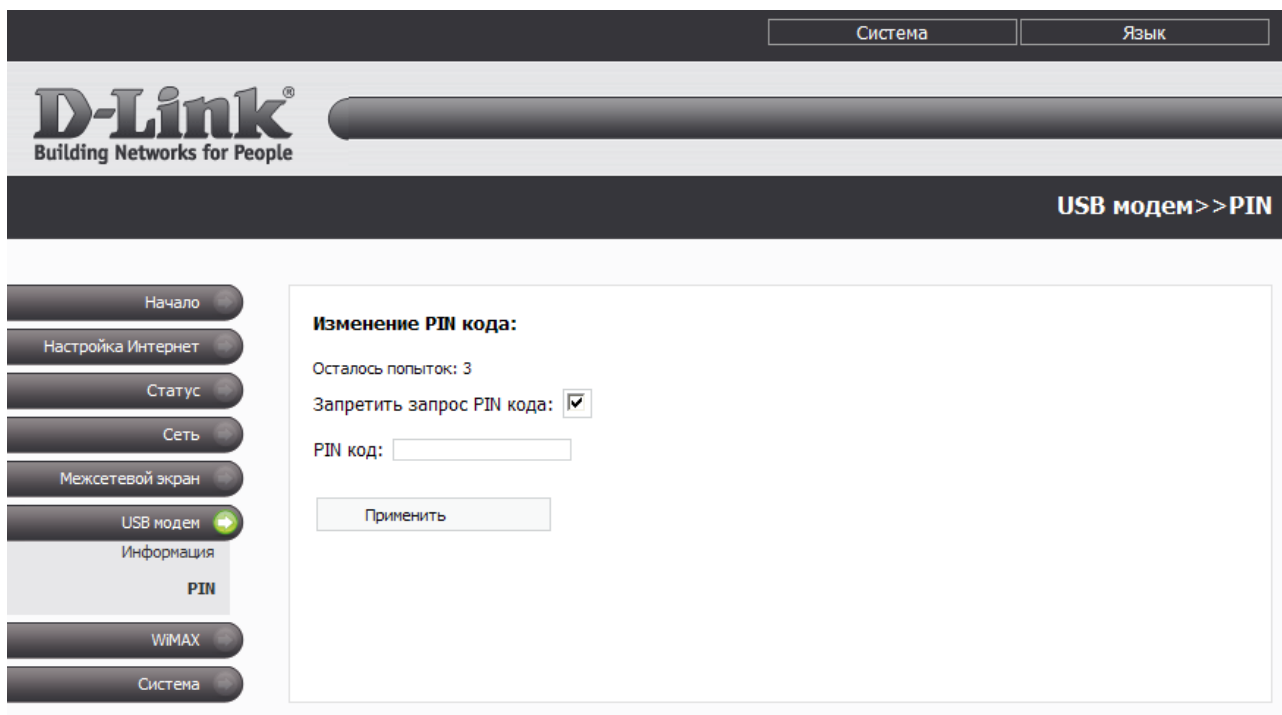 Система
Язык
D-Link®
Building Networks for People
USB модем>>PIN
Начало
Настройка Интернет
Статус
Сеть
Межсетевой экран
USB модем
Информация
PIN
WiMAX
Система
Изменение PIN кода:
Осталось попыток: 3
Запретить запрос PIN кода:
PIN код:
Применить